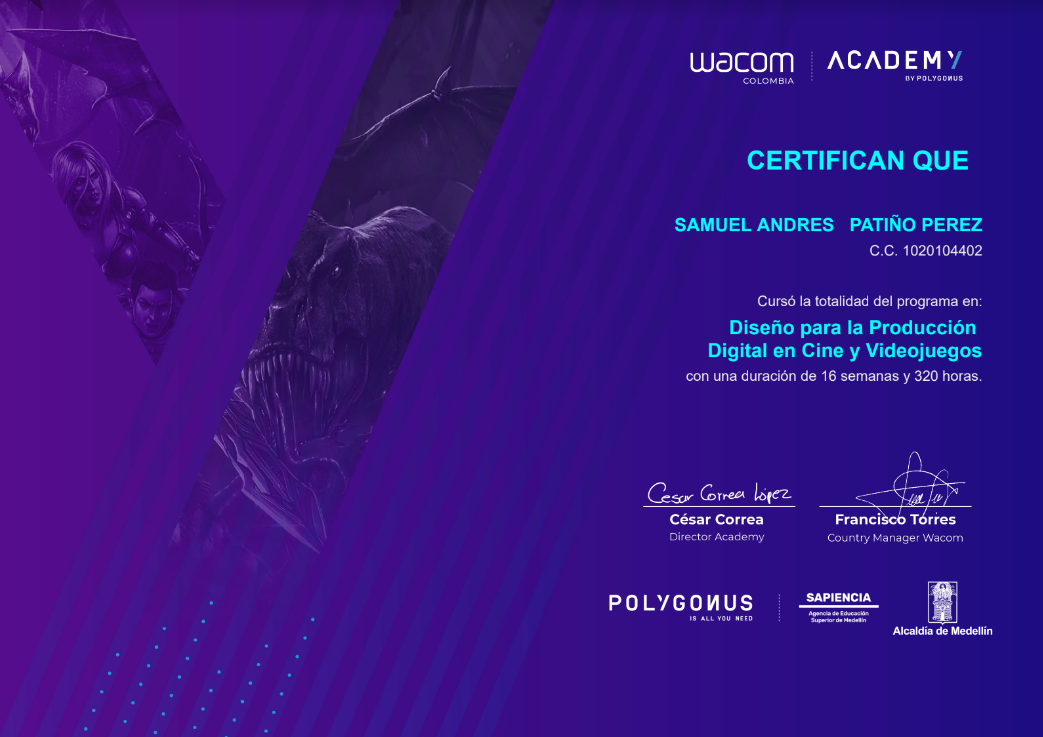 wacom
COLOMBIA
ACADEMY
BY POLYGONUS
CERTIFICAN QUE
SAMUEL ANDRES PATIÑO PEREZ
C.C. 1020104402
Cursó la totalidad del programa en:
Diseño para la Producción
Digital en Cine y Videojuegos
con una duración de 16 semanas y 320 horas.
Cesar Correa López
César Correa
Director Academy
Francisco Torres
Country Manager Wacom
POLYGONUS
IS ALL YOU NEED
SAPIENCIA
Agencia de Educación
Superior de Medellín
Alcaldía de Medellín